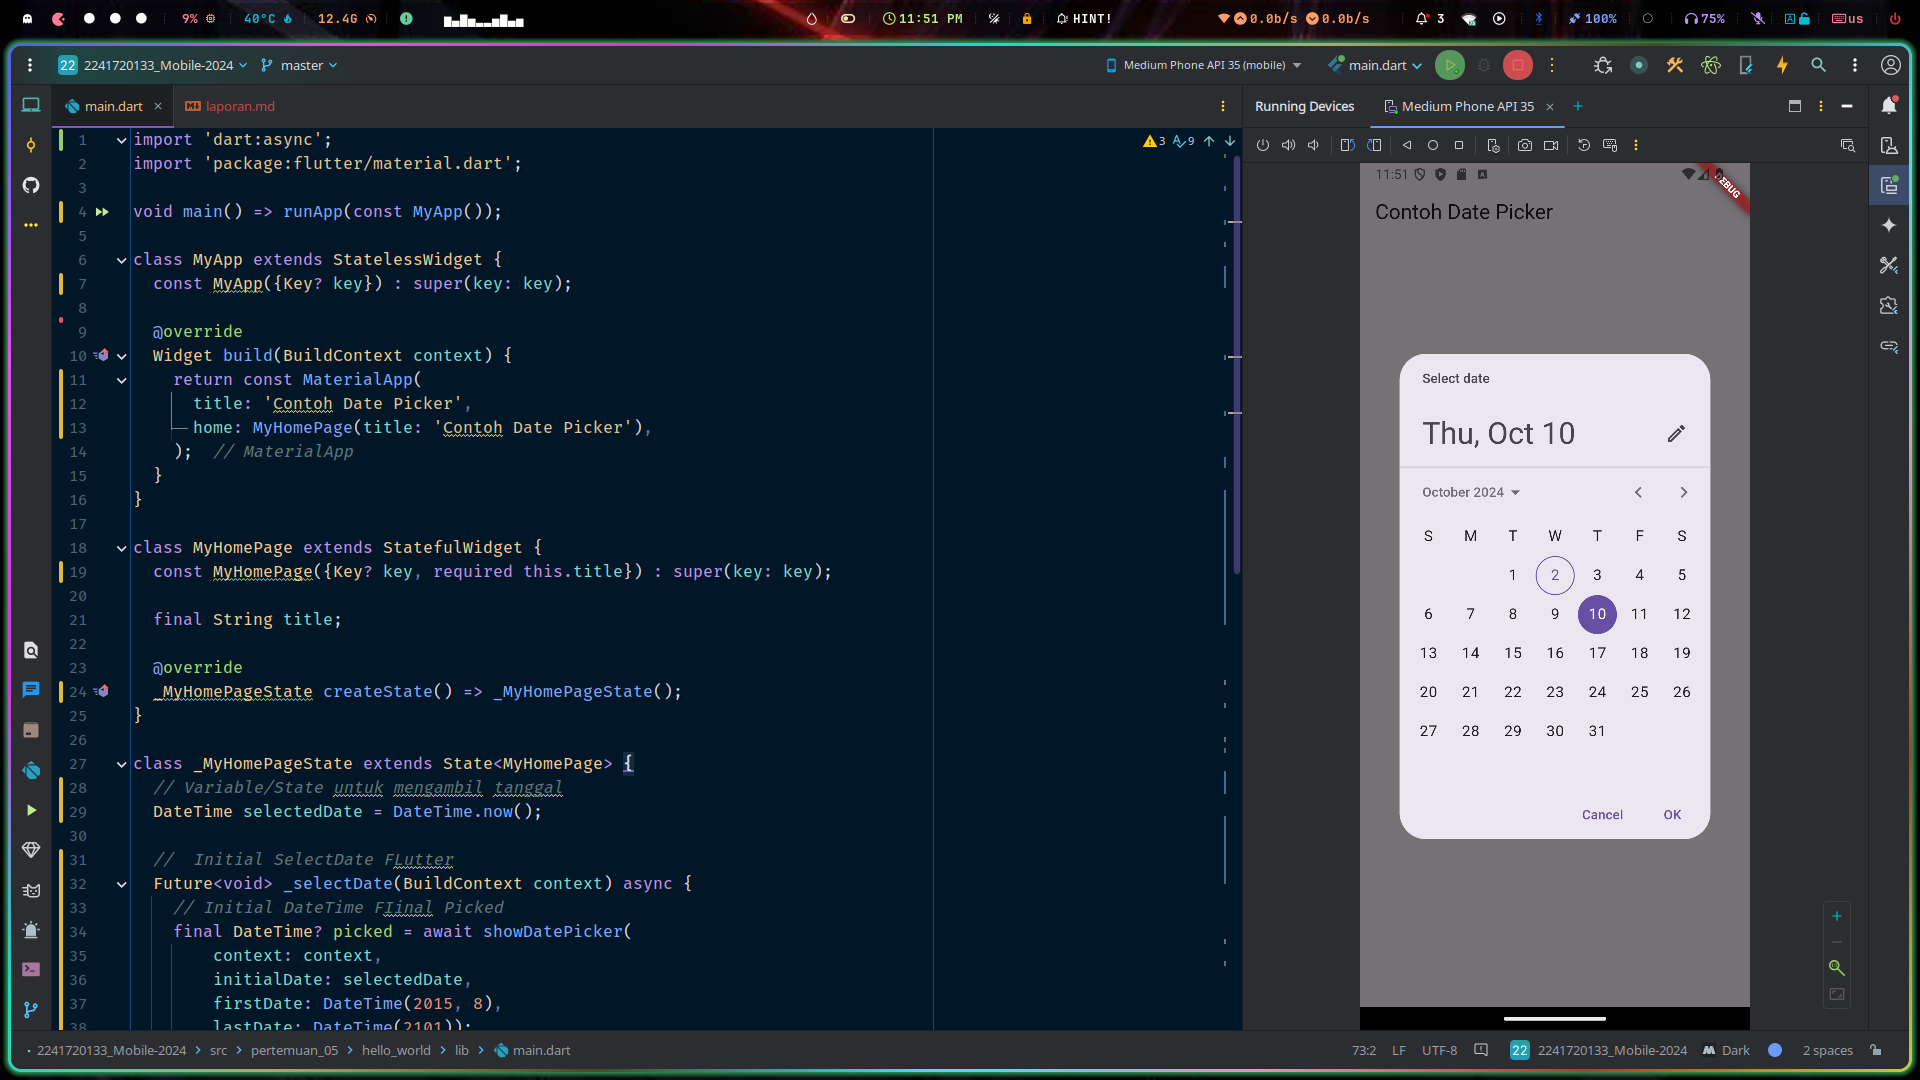 9% 40°C 12.4G 11:51 PM HINT! 0.0b/s 0.0b/s 3 100% 75% A us
22 2241720133_Mobile-2024 master Medium Phone API 35 (mobile) main.dart
main.dart laporan.md Running Devices Medium Phone API 35
1 import 'dart:async'; 3 9
2 import 'package:flutter/material.dart';
3
4 void main() => runApp(const MyApp());
5
6 class MyApp extends StatelessWidget {
7 const MyApp({Key? key}) : super(key: key);
8
9 @override
10 Widget build(BuildContext context) {
11 return const MaterialApp(
12 title: 'Contoh Date Picker',
13 home: MyHomePage(title: 'Contoh Date Picker'),
14 ); // MaterialApp
15 }
16 }
17
18 class MyHomePage extends StatefulWidget {
19 const MyHomePage({Key? key, required this.title}) : super(key: key);
20
21 final String title;
22
23 @override
24 _MyHomePageState createState() => _MyHomePageState();
25 }
26
27 class _MyHomePageState extends State<MyHomePage> {
28 // Variable/State untuk mengambil tanggal
29 DateTime selectedDate = DateTime.now();
30
31 // Initial SelectDate FLutter
32 Future<void> _selectDate(BuildContext context) async {
33 // Initial DateTime FIinal Picked
34 final DateTime? picked = await showDatePicker(
35 context: context,
36 initialDate: selectedDate,
37 firstDate: DateTime(2015, 8),
38 lastDate: DateTime(2101));
11:51 A DEBUG
Contoh Date Picker
Select date
Thu, Oct 10
October 2024
S M T W T F S
1 2 3 4 5
6 7 8 9 10 11 12
13 14 15 16 17 18 19
20 21 22 23 24 25 26
27 28 29 30 31
Cancel OK
2241720133_Mobile-2024 > src > pertemuan_05 > hello_world > lib > main.dart 73:2 LF UTF-8 22 2241720133_Mobile-2024 Dark 2 spaces